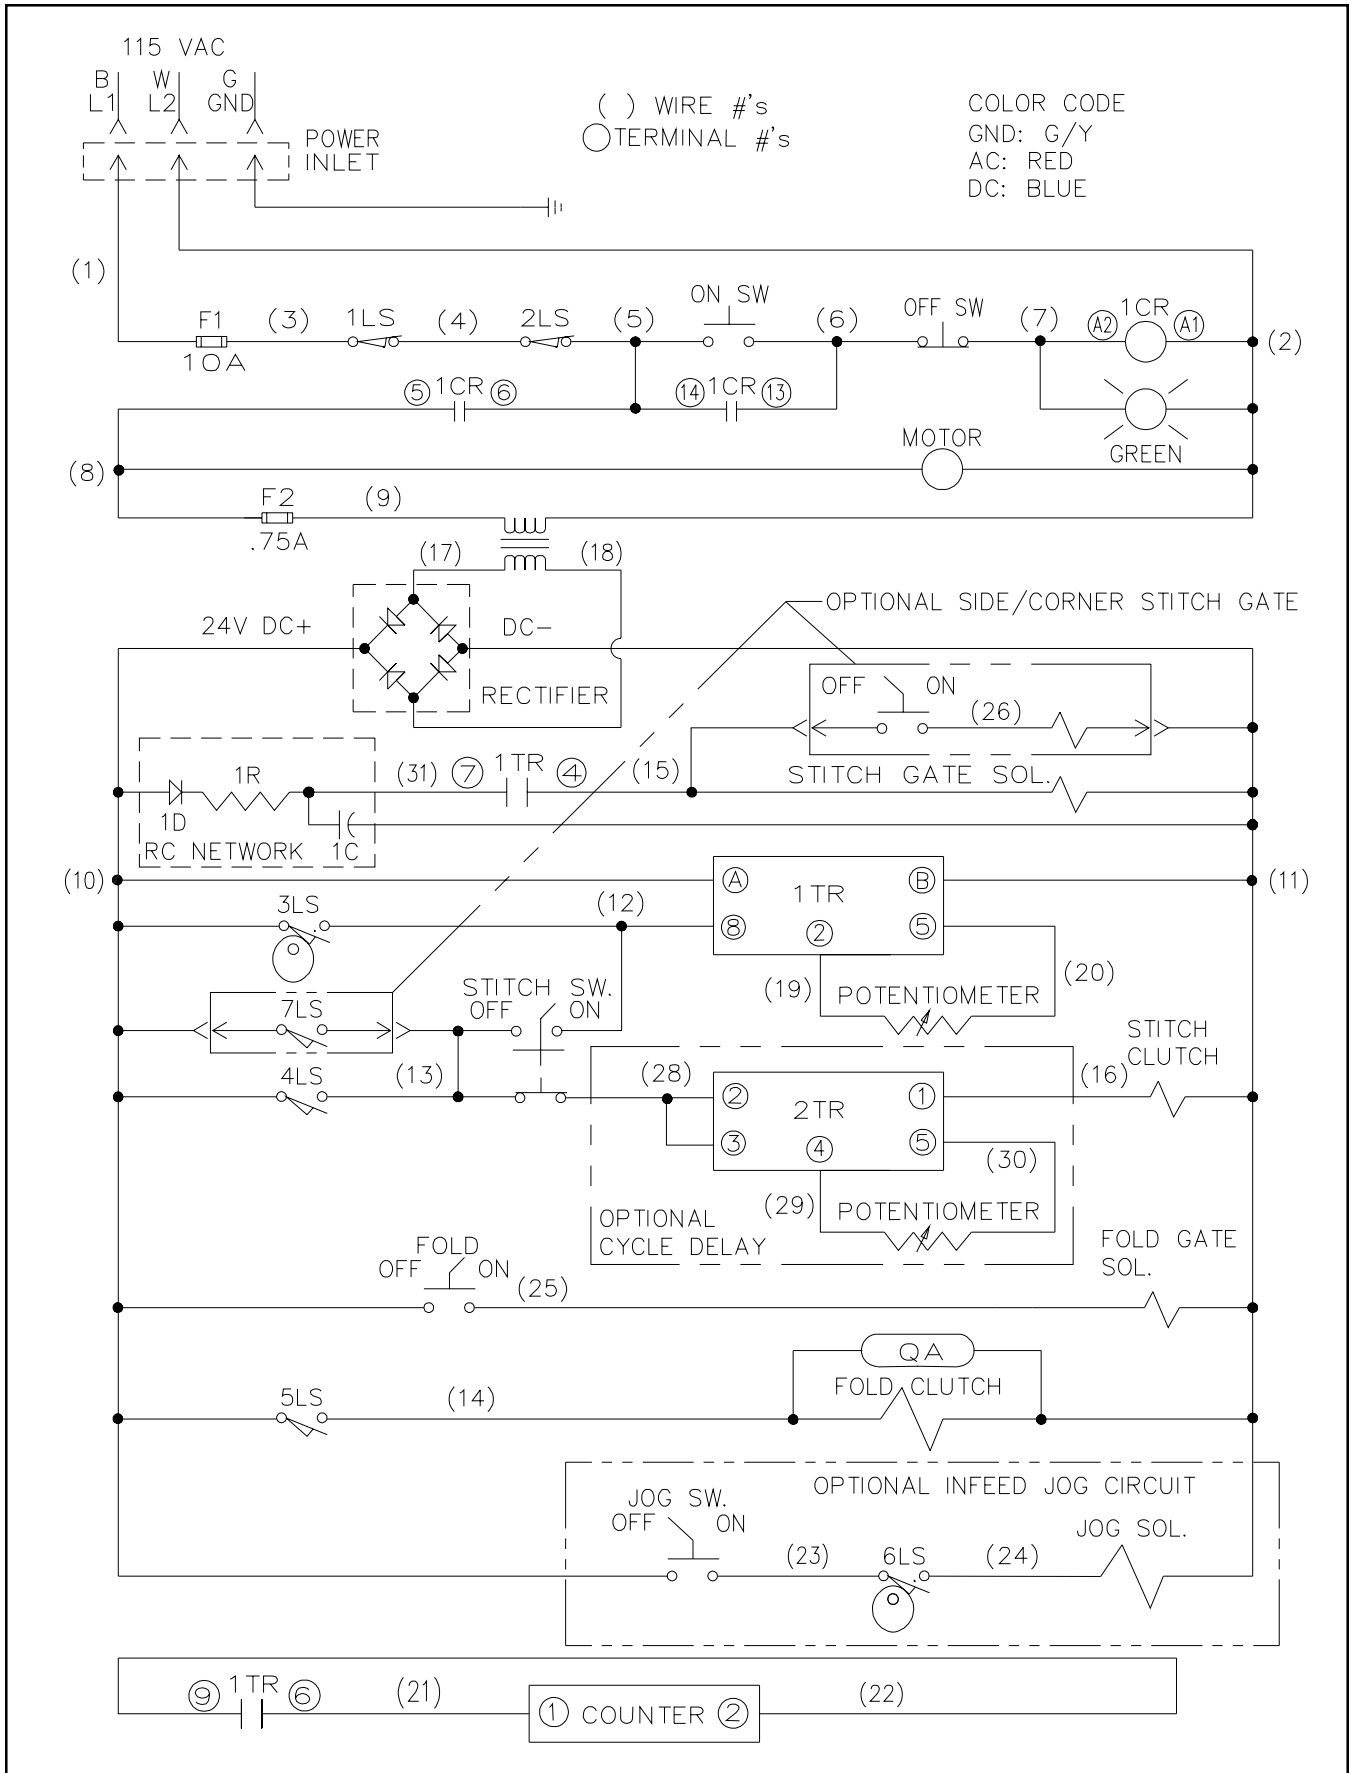 115 VAC
B W G
L1 L2 GND
POWER
INLET
( ) WIRE #'s
TERMINAL #'s
COLOR CODE
GND: G/Y
AC: RED
DC: BLUE
(1)
F1
10A
(3)
1LS
(4)
2LS
(5)
ON SW
(6)
OFF SW
(7)
A2 1CR A1
(2)
5 1CR 6
14 1CR 13
GREEN
MOTOR
(8)
F2
.75A
(9)
(17)
(18)
24V DC+
DC-
RECTIFIER
OPTIONAL SIDE/CORNER STITCH GATE
OFF ON
(26)
STITCH GATE SOL.
1R
1D
1C
RC NETWORK
(31) 7 1TR 4 (15)
(10)
A 1TR B
8 2 5
(11)
3LS
(12)
(19)
POTENTIOMETER
(20)
7LS
STITCH SW.
OFF ON
4LS
(13)
(28)
2 2TR 1
3 4 5
(16)
STITCH
CLUTCH
(29)
POTENTIOMETER
(30)
OPTIONAL
CYCLE DELAY
FOLD
OFF ON
(25)
FOLD GATE
SOL.
5LS
(14)
QA
FOLD CLUTCH
OPTIONAL INFEED JOG CIRCUIT
JOG SW.
OFF ON
(23)
6LS
(24)
JOG SOL.
9 1TR 6
(21)
1 COUNTER 2
(22)